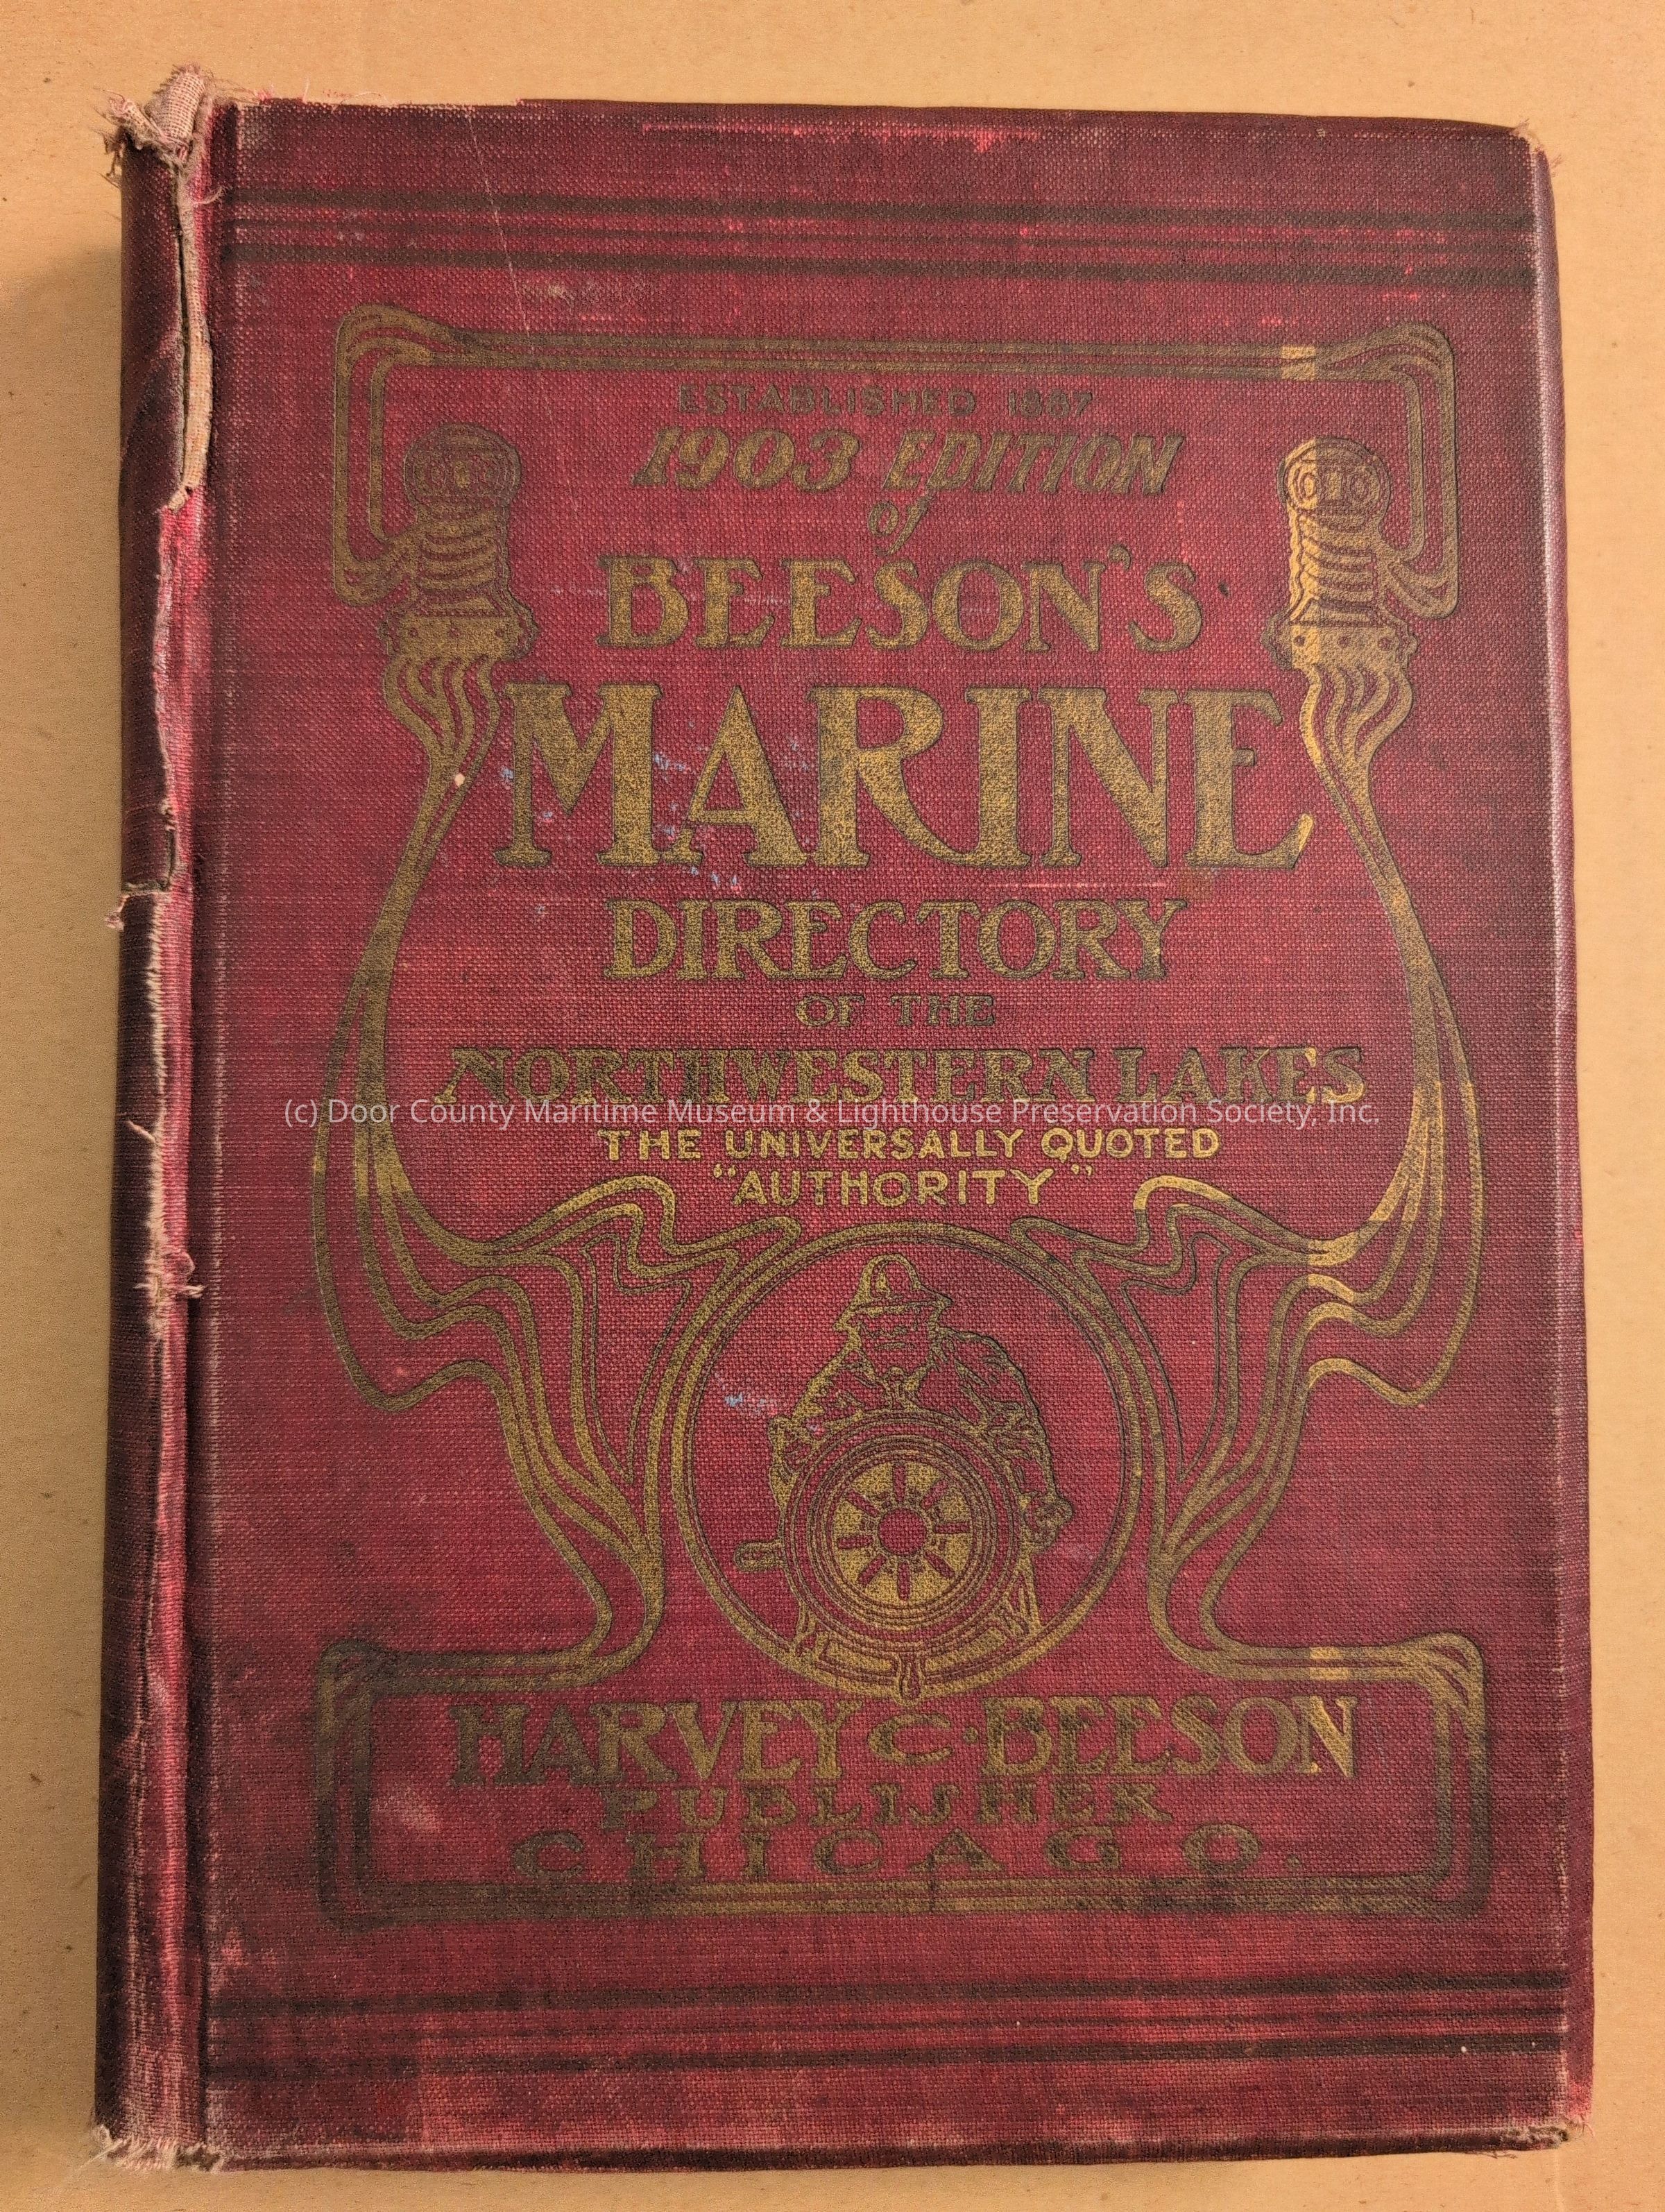 ESTABLISHED 1887
1903 EDITION
of
BEESON'S
MARINE
DIRECTORY
OF THE
NORTHWESTERN LAKES
(c) Door County Maritime Museum & Lighthouse Preservation Society, Inc.
THE UNIVERSALLY QUOTED
"AUTHORITY"
HARVEY C. BEESON
PUBLISHER
CHICAGO.